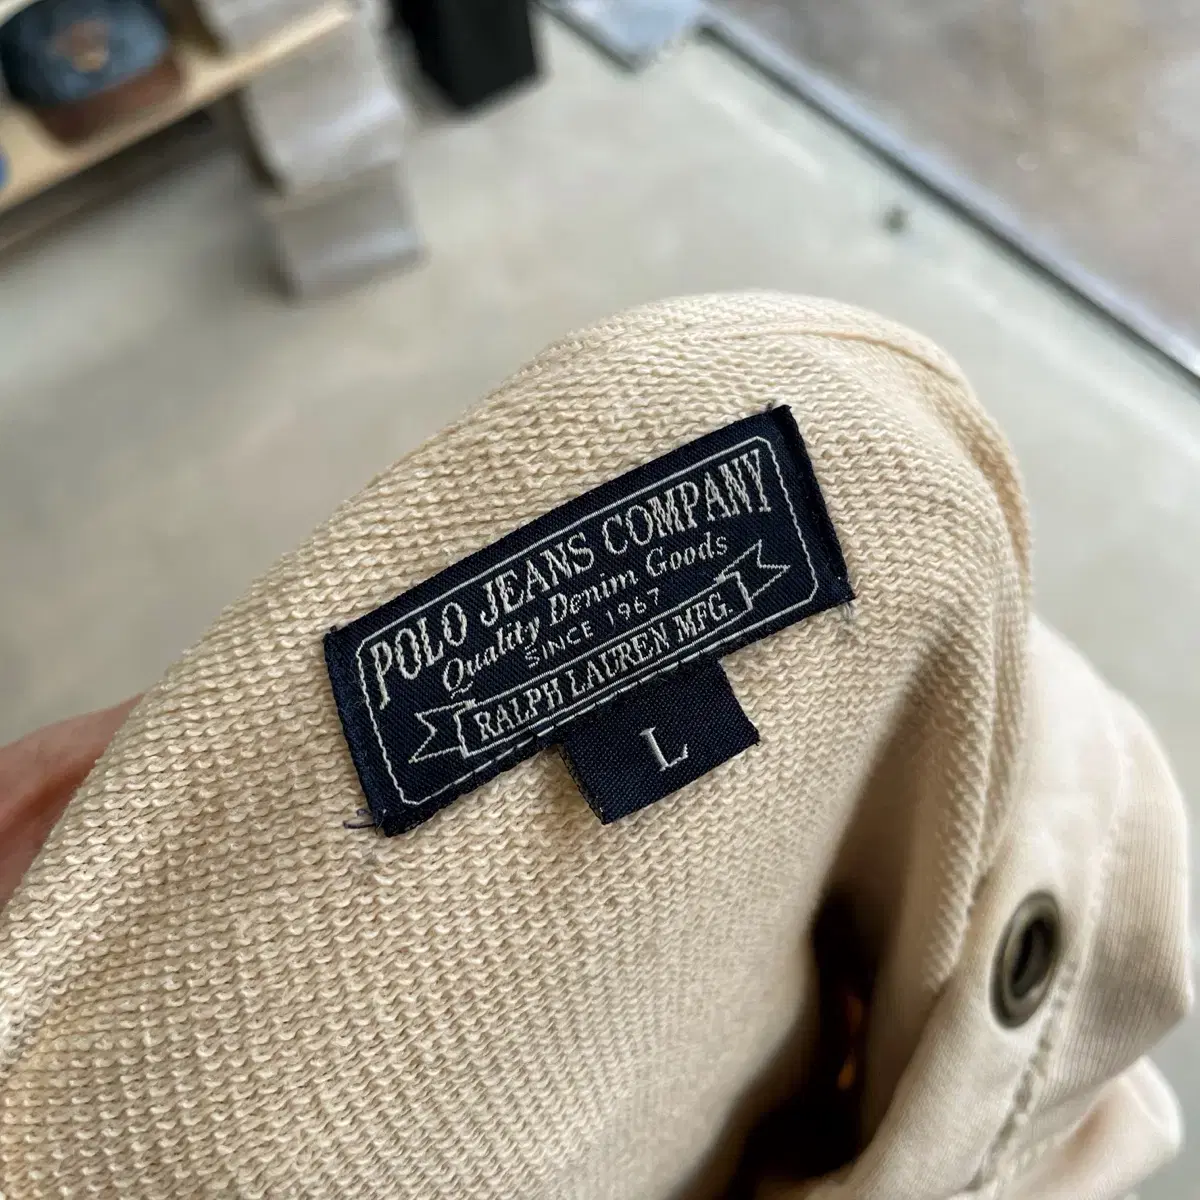 POLO JEANS COMPANY
Quality Denim Goods
SINCE 1967
RALPH LAUREN MFG.
L